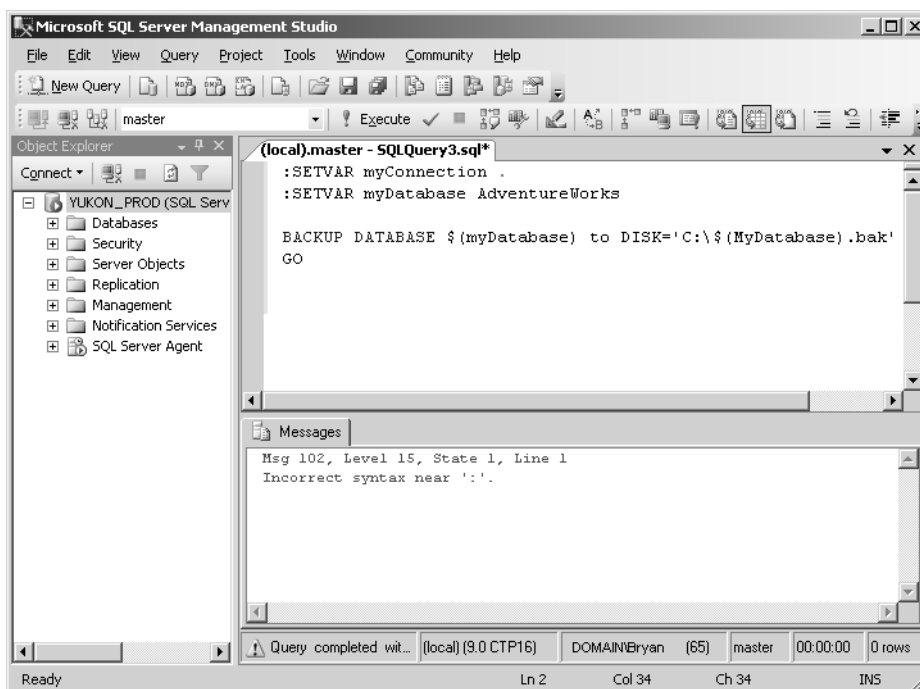 Microsoft SQL Server Management Studio
File Edit View Query Project Tools Window Community Help
New Query
master Execute
Object Explorer
Connect
YUKON_PROD (SQL Serv
Databases
Security
Server Objects
Replication
Management
Notification Services
SQL Server Agent
(local).master - SQLQuery3.sql*
:SETVAR myConnection .
:SETVAR myDatabase AdventureWorks
BACKUP DATABASE $(myDatabase) to DISK='C:\$(MyDatabase).bak'
GO
Messages
Msg 102, Level 15, State 1, Line 1
Incorrect syntax near ':'.
Query completed wit... (local) (9.0 CTP16) DOMAIN\Bryan (65) master 00:00:00 0 rows
Ready Ln 2 Col 34 Ch 34 INS